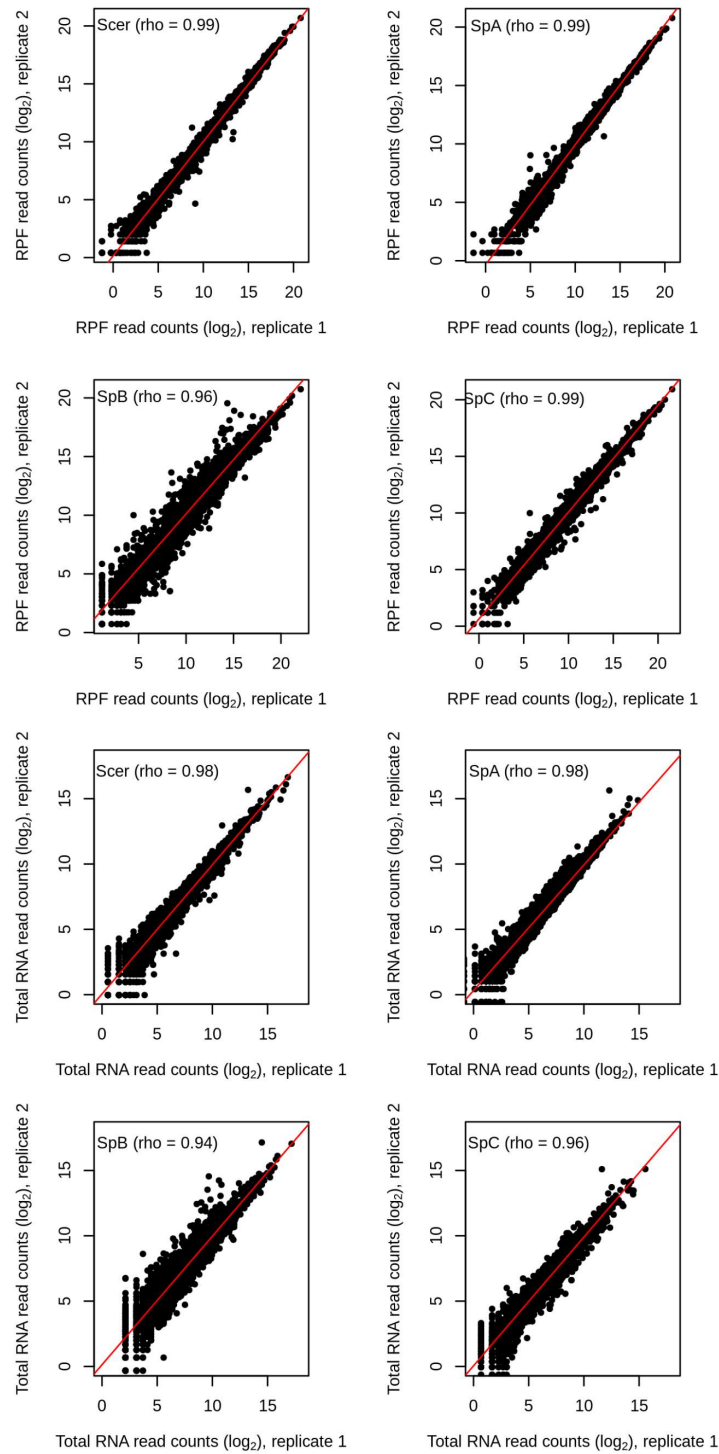 Scer (rho = 0.99)
RPF read counts (log2), replicate 2
20
15
10
5
0
0 5 10 15 20
RPF read counts (log2), replicate 1
SpA (rho = 0.99)
RPF read counts (log2), replicate 2
20
15
10
5
0
0 5 10 15 20
RPF read counts (log2), replicate 1
SpB (rho = 0.96)
RPF read counts (log2), replicate 2
20
15
10
5
0
5 10 15 20
RPF read counts (log2), replicate 1
SpC (rho = 0.99)
RPF read counts (log2), replicate 2
20
15
10
5
0
0 5 10 15 20
RPF read counts (log2), replicate 1
Scer (rho = 0.98)
Total RNA read counts (log2), replicate 2
15
10
5
0
0 5 10 15
Total RNA read counts (log2), replicate 1
SpA (rho = 0.98)
Total RNA read counts (log2), replicate 2
15
10
5
0
0 5 10 15
Total RNA read counts (log2), replicate 1
SpB (rho = 0.94)
Total RNA read counts (log2), replicate 2
15
10
5
0
0 5 10 15
Total RNA read counts (log2), replicate 1
SpC (rho = 0.96)
Total RNA read counts (log2), replicate 2
15
10
5
0
0 5 10 15
Total RNA read counts (log2), replicate 1